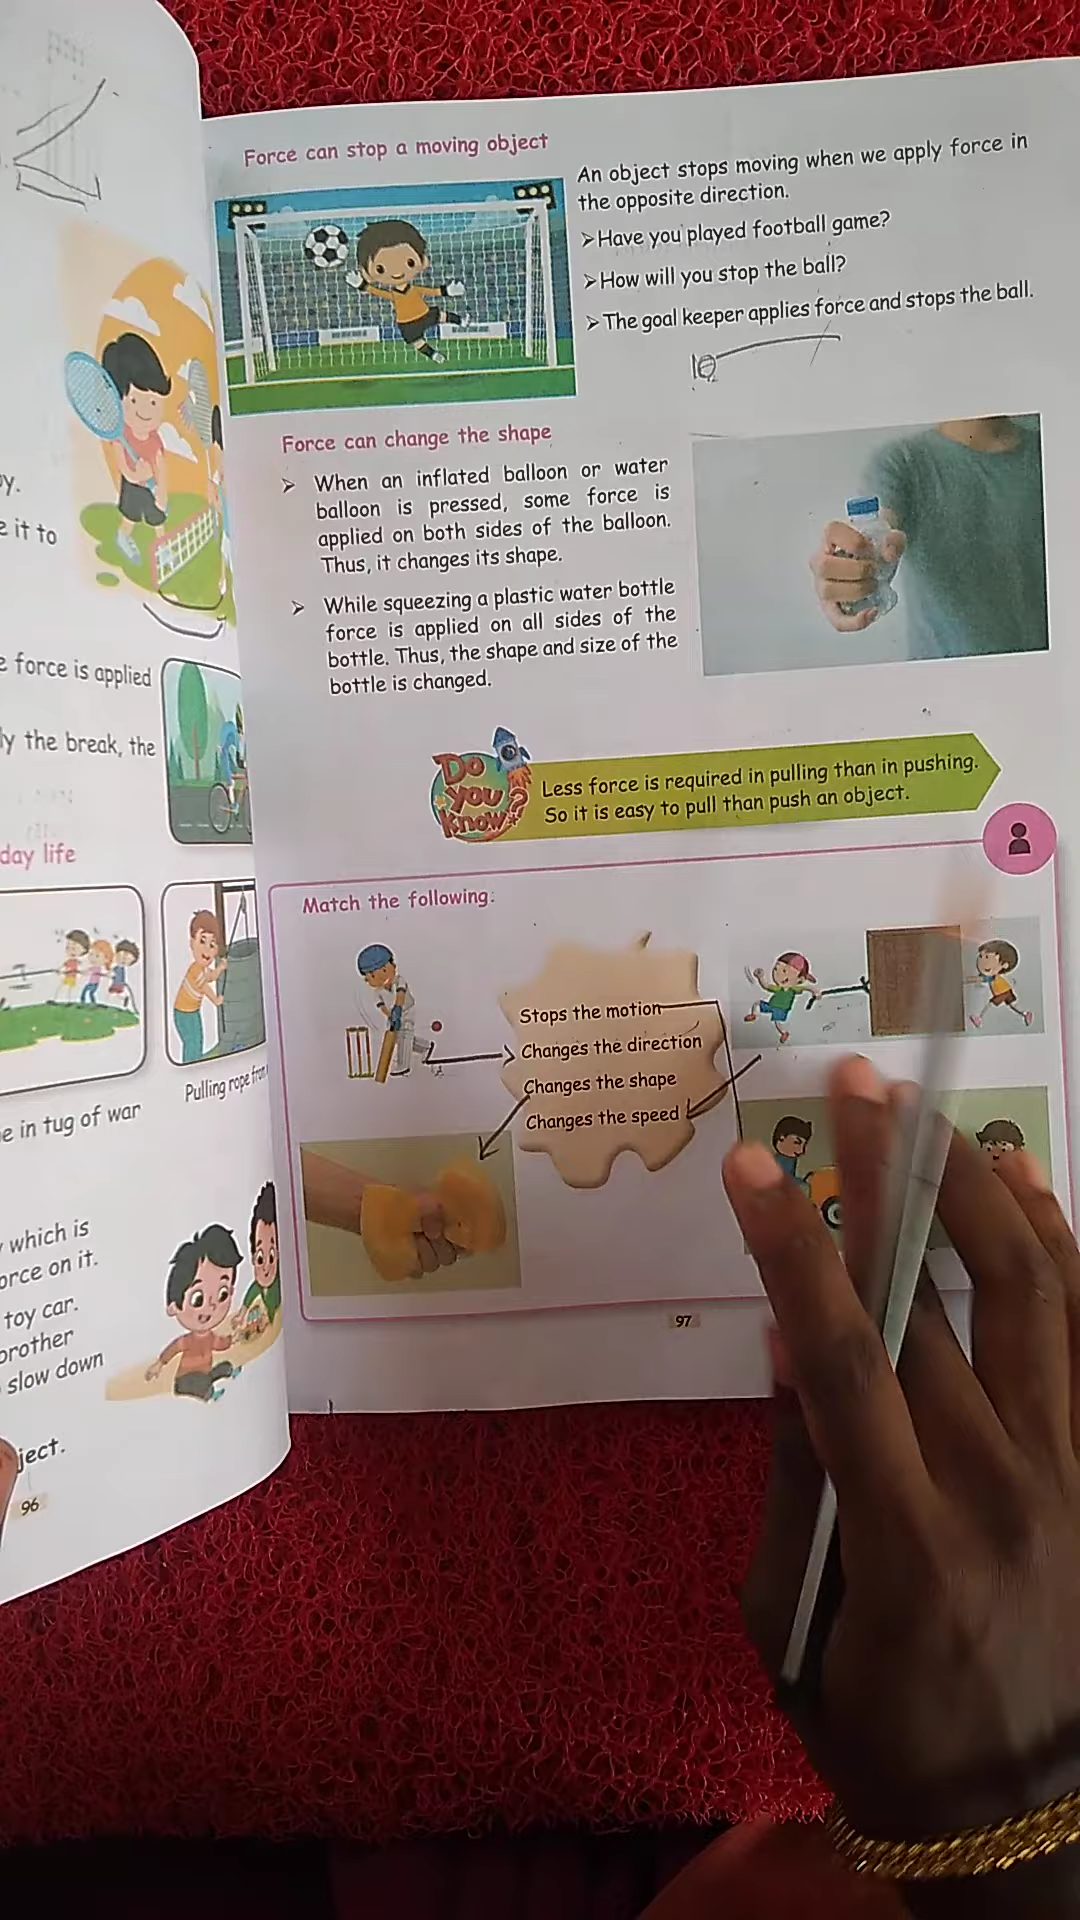 y.
e it to
e force is applied
ly the break, the
day life
Pulling rope from
e in tug of war
which is
orce on it.
toy car.
brother
slow down
ject.
96
Force can stop a moving object
An object stops moving when we apply force in
the opposite direction.
➢Have you played football game?
➢How will you stop the ball?
➢The goal keeper applies force and stops the ball.
Force can change the shape
➢ When an inflated balloon or water
balloon is pressed, some force is
applied on both sides of the balloon.
Thus, it changes its shape.
➢ While squeezing a plastic water bottle
force is applied on all sides of the
bottle. Thus, the shape and size of the
bottle is changed.
Do
you
know?
Less force is required in pulling than in pushing.
So it is easy to pull than push an object.
Match the following:
Stops the motion
Changes the direction
Changes the shape
Changes the speed
97